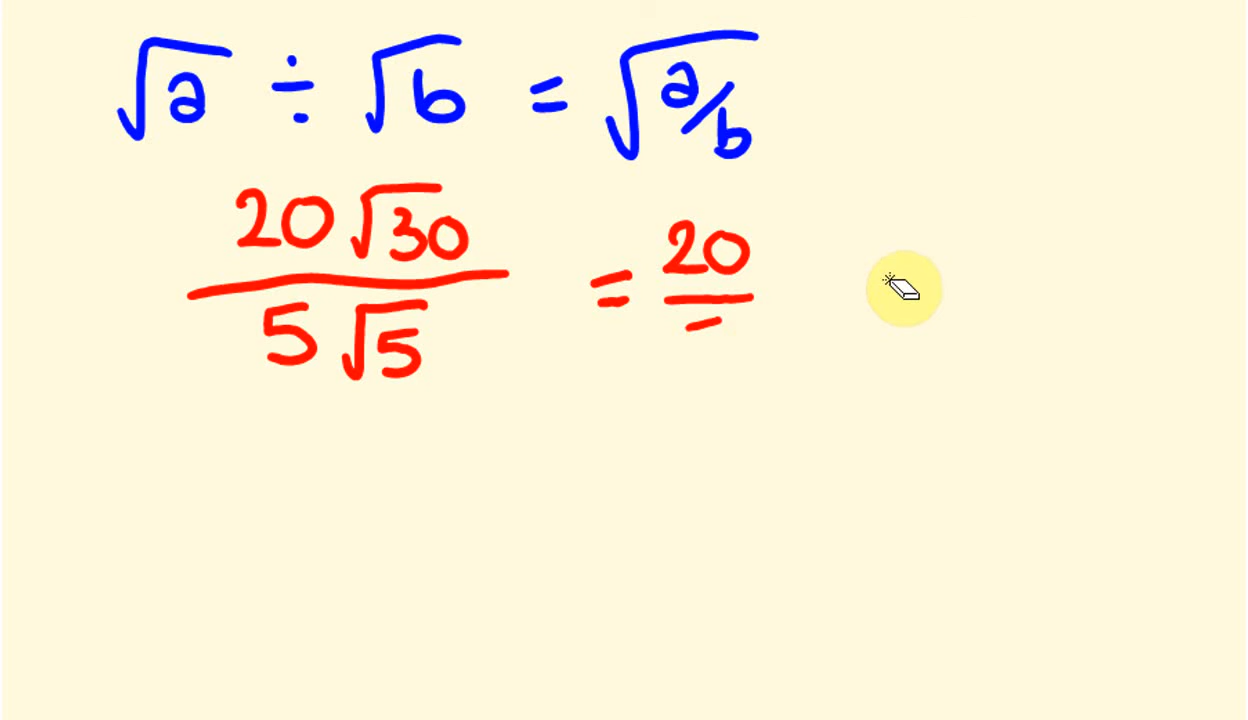 √a ÷ √b = √a/b
20√30 / 5√5 = 20/-